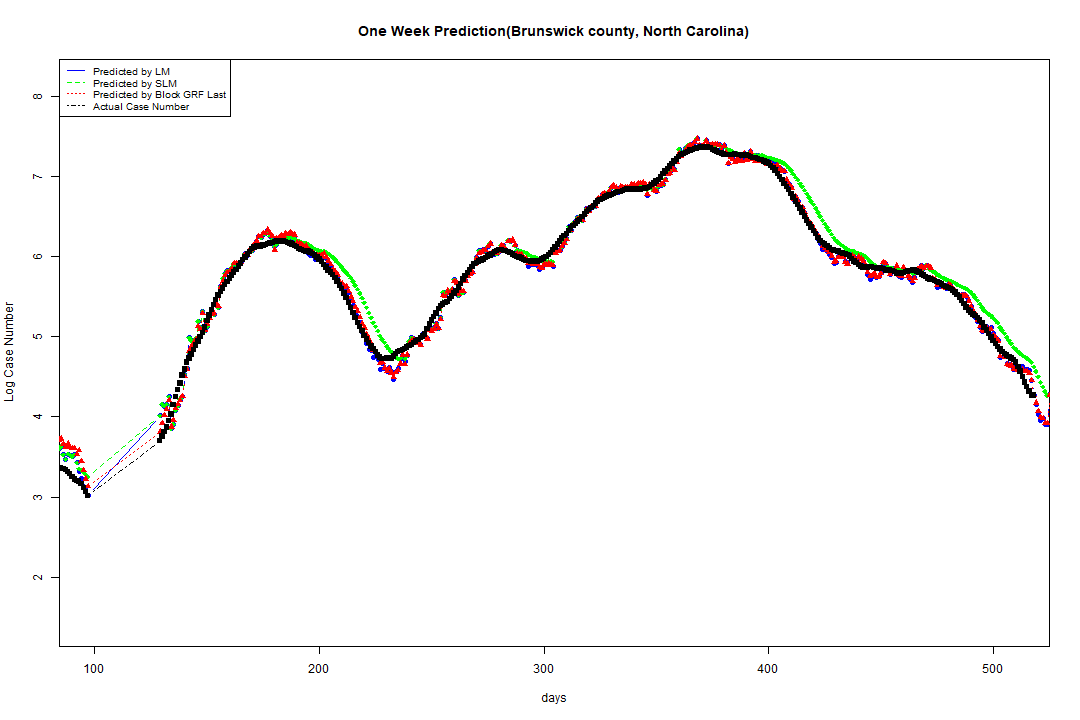 One Week Prediction(Brunswick county, North Carolina)
Predicted by LM
Predicted by SLM
Predicted by Block GRF Last
Actual Case Number
Log Case Number
8
7
6
5
4
3
2
100 200 300 400 500
days